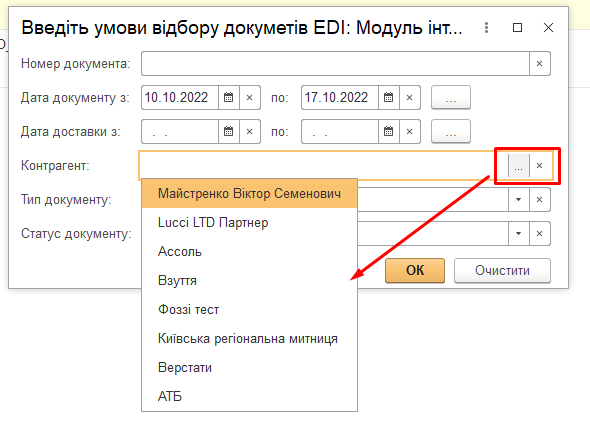 Введіть умови відбору докуметів EDI: Модуль інт...
Номер документа:
Дата документу з: 10.10.2022 по: 17.10.2022 ...
Дата доставки з: . . по: . .
Контрагент: ...
Майстренко Віктор Семенович
Тип документу:
Lucci LTD Партнер
Статус документу:
Ассоль
Взуття
ОК Очистити
Фоззі тест
Київська регіональна митниця
Верстати
АТБ